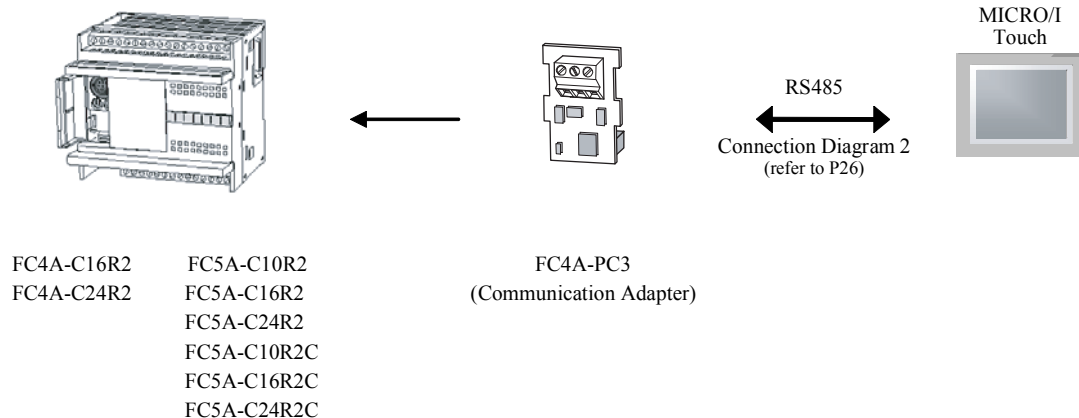 MICRO/I
Touch
RS485
Connection Diagram 2
(refer to P26)
FC4A-C16R2 FC5A-C10R2 FC4A-PC3
FC4A-C24R2 FC5A-C16R2 (Communication Adapter)
FC5A-C24R2
FC5A-C10R2C
FC5A-C16R2C
FC5A-C24R2C